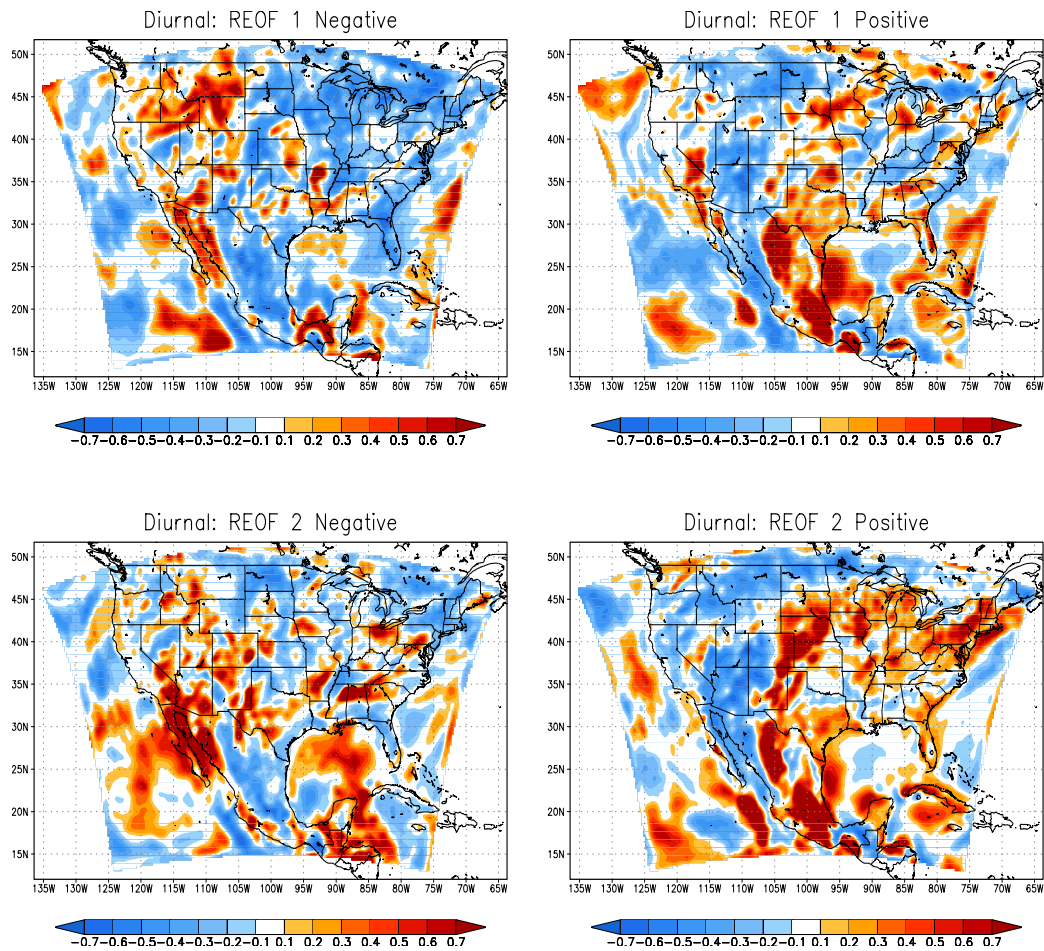 Diurnal: REOF 1 Negative
50N
45N
40N
35N
30N
25N
20N
15N
135W 130W 125W 120W 115W 110W 105W 100W 95W 90W 85W 80W 75W 70W 65W
-0.7 -0.6 -0.5 -0.4 -0.3 -0.2 -0.1 0.1 0.2 0.3 0.4 0.5 0.6 0.7
Diurnal: REOF 1 Positive
50N
45N
40N
35N
30N
25N
20N
15N
135W 130W 125W 120W 115W 110W 105W 100W 95W 90W 85W 80W 75W 70W 65W
-0.7 -0.6 -0.5 -0.4 -0.3 -0.2 -0.1 0.1 0.2 0.3 0.4 0.5 0.6 0.7
Diurnal: REOF 2 Negative
50N
45N
40N
35N
30N
25N
20N
15N
135W 130W 125W 120W 115W 110W 105W 100W 95W 90W 85W 80W 75W 70W 65W
-0.7 -0.6 -0.5 -0.4 -0.3 -0.2 -0.1 0.1 0.2 0.3 0.4 0.5 0.6 0.7
Diurnal: REOF 2 Positive
50N
45N
40N
35N
30N
25N
20N
15N
135W 130W 125W 120W 115W 110W 105W 100W 95W 90W 85W 80W 75W 70W 65W
-0.7 -0.6 -0.5 -0.4 -0.3 -0.2 -0.1 0.1 0.2 0.3 0.4 0.5 0.6 0.7